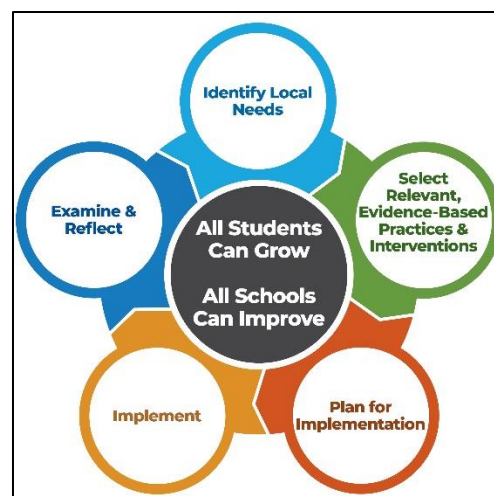 Identify Local
Needs
Select
Relevant,
Evidence-Based
Practices &
Interventions
Plan for
Implementation
Implement
Examine &
Reflect
All Students
Can Grow
All Schools
Can Improve